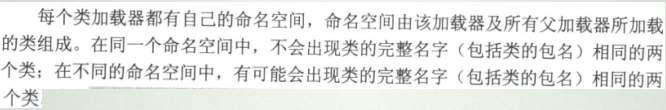 每个类加载器都有自己的命名空间，命名空间由该加载器及所有父加载器所加载
的类组成。在同一个命名空间中，不会出现类的完整名字（包括类的包名）相同的两
个类；在不同的命名空间中，有可能会出现类的完整名字（包括类的包名）相同的两
个类